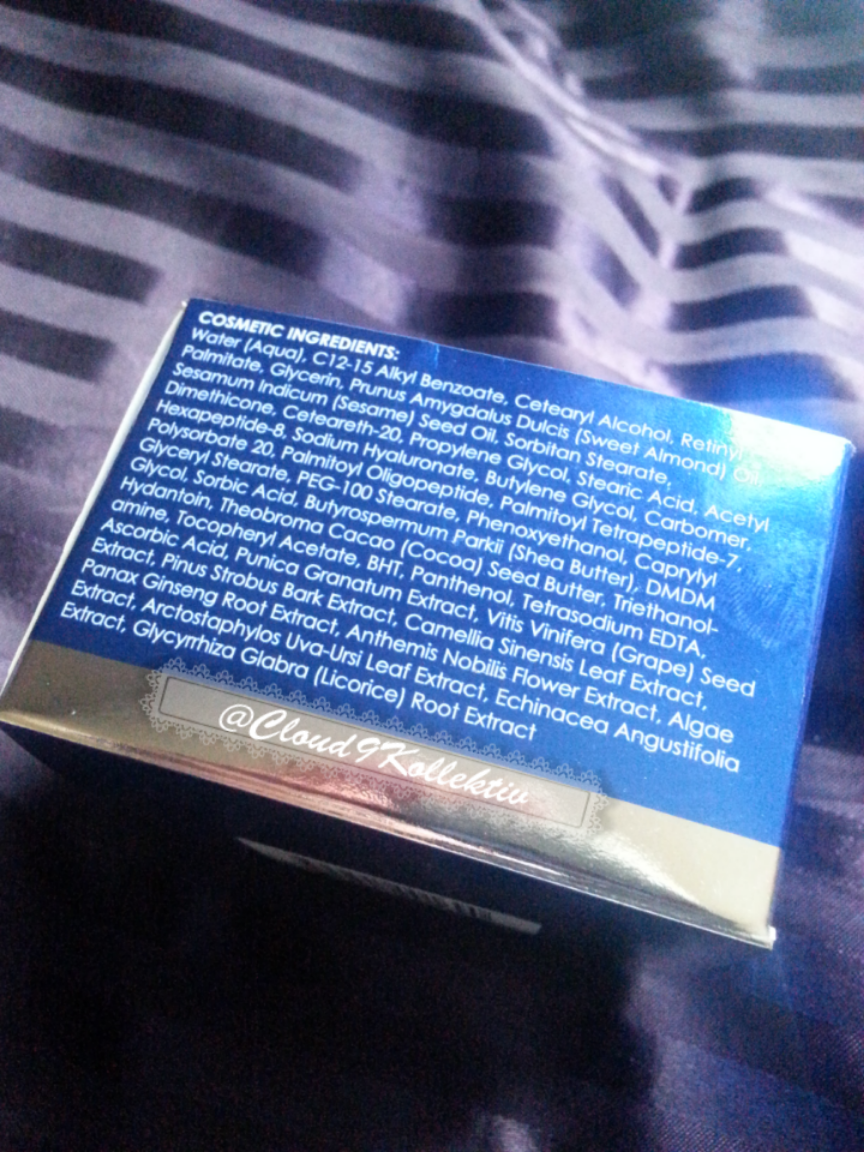 COSMETIC INGREDIENTS:
Water (Aqua), C12-15 Alkyl Benzoate, Cetearyl Alcohol, Retinyl
Palmitate, Glycerin, Prunus Amygdalus Dulcis (Sweet Almond) Oil,
Sesamum Indicum (Sesame) Seed Oil, Sorbitan Stearate,
Dimethicone, Ceteareth-20, Propylene Glycol, Stearic Acid, Acetyl
Hexapeptide-8, Sodium Hyaluronate, Butylene Glycol, Carbomer,
Polysorbate 20, Palmitoyl Oligopeptide, Palmitoyl Tetrapeptide-7,
Glyceryl Stearate, PEG-100 Stearate, Phenoxyethanol, Caprylyl
Glycol, Sorbic Acid, Butyrospermum Parkii (Shea Butter), DMDM
Hydantoin, Theobroma Cacao (Cocoa) Seed Butter, Triethanol-
amine, Tocopheryl Acetate, BHT, Panthenol, Tetrasodium EDTA,
Ascorbic Acid, Punica Granatum Extract, Vitis Vinifera (Grape) Seed
Extract, Pinus Strobus Bark Extract, Camellia Sinensis Leaf Extract,
Panax Ginseng Root Extract, Anthemis Nobilis Flower Extract, Algae
Extract, Arctostaphylos Uva-Ursi Leaf Extract, Echinacea Angustifolia
Extract, Glycyrrhiza Glabra (Licorice) Root Extract
@Cloud9Kollektiv